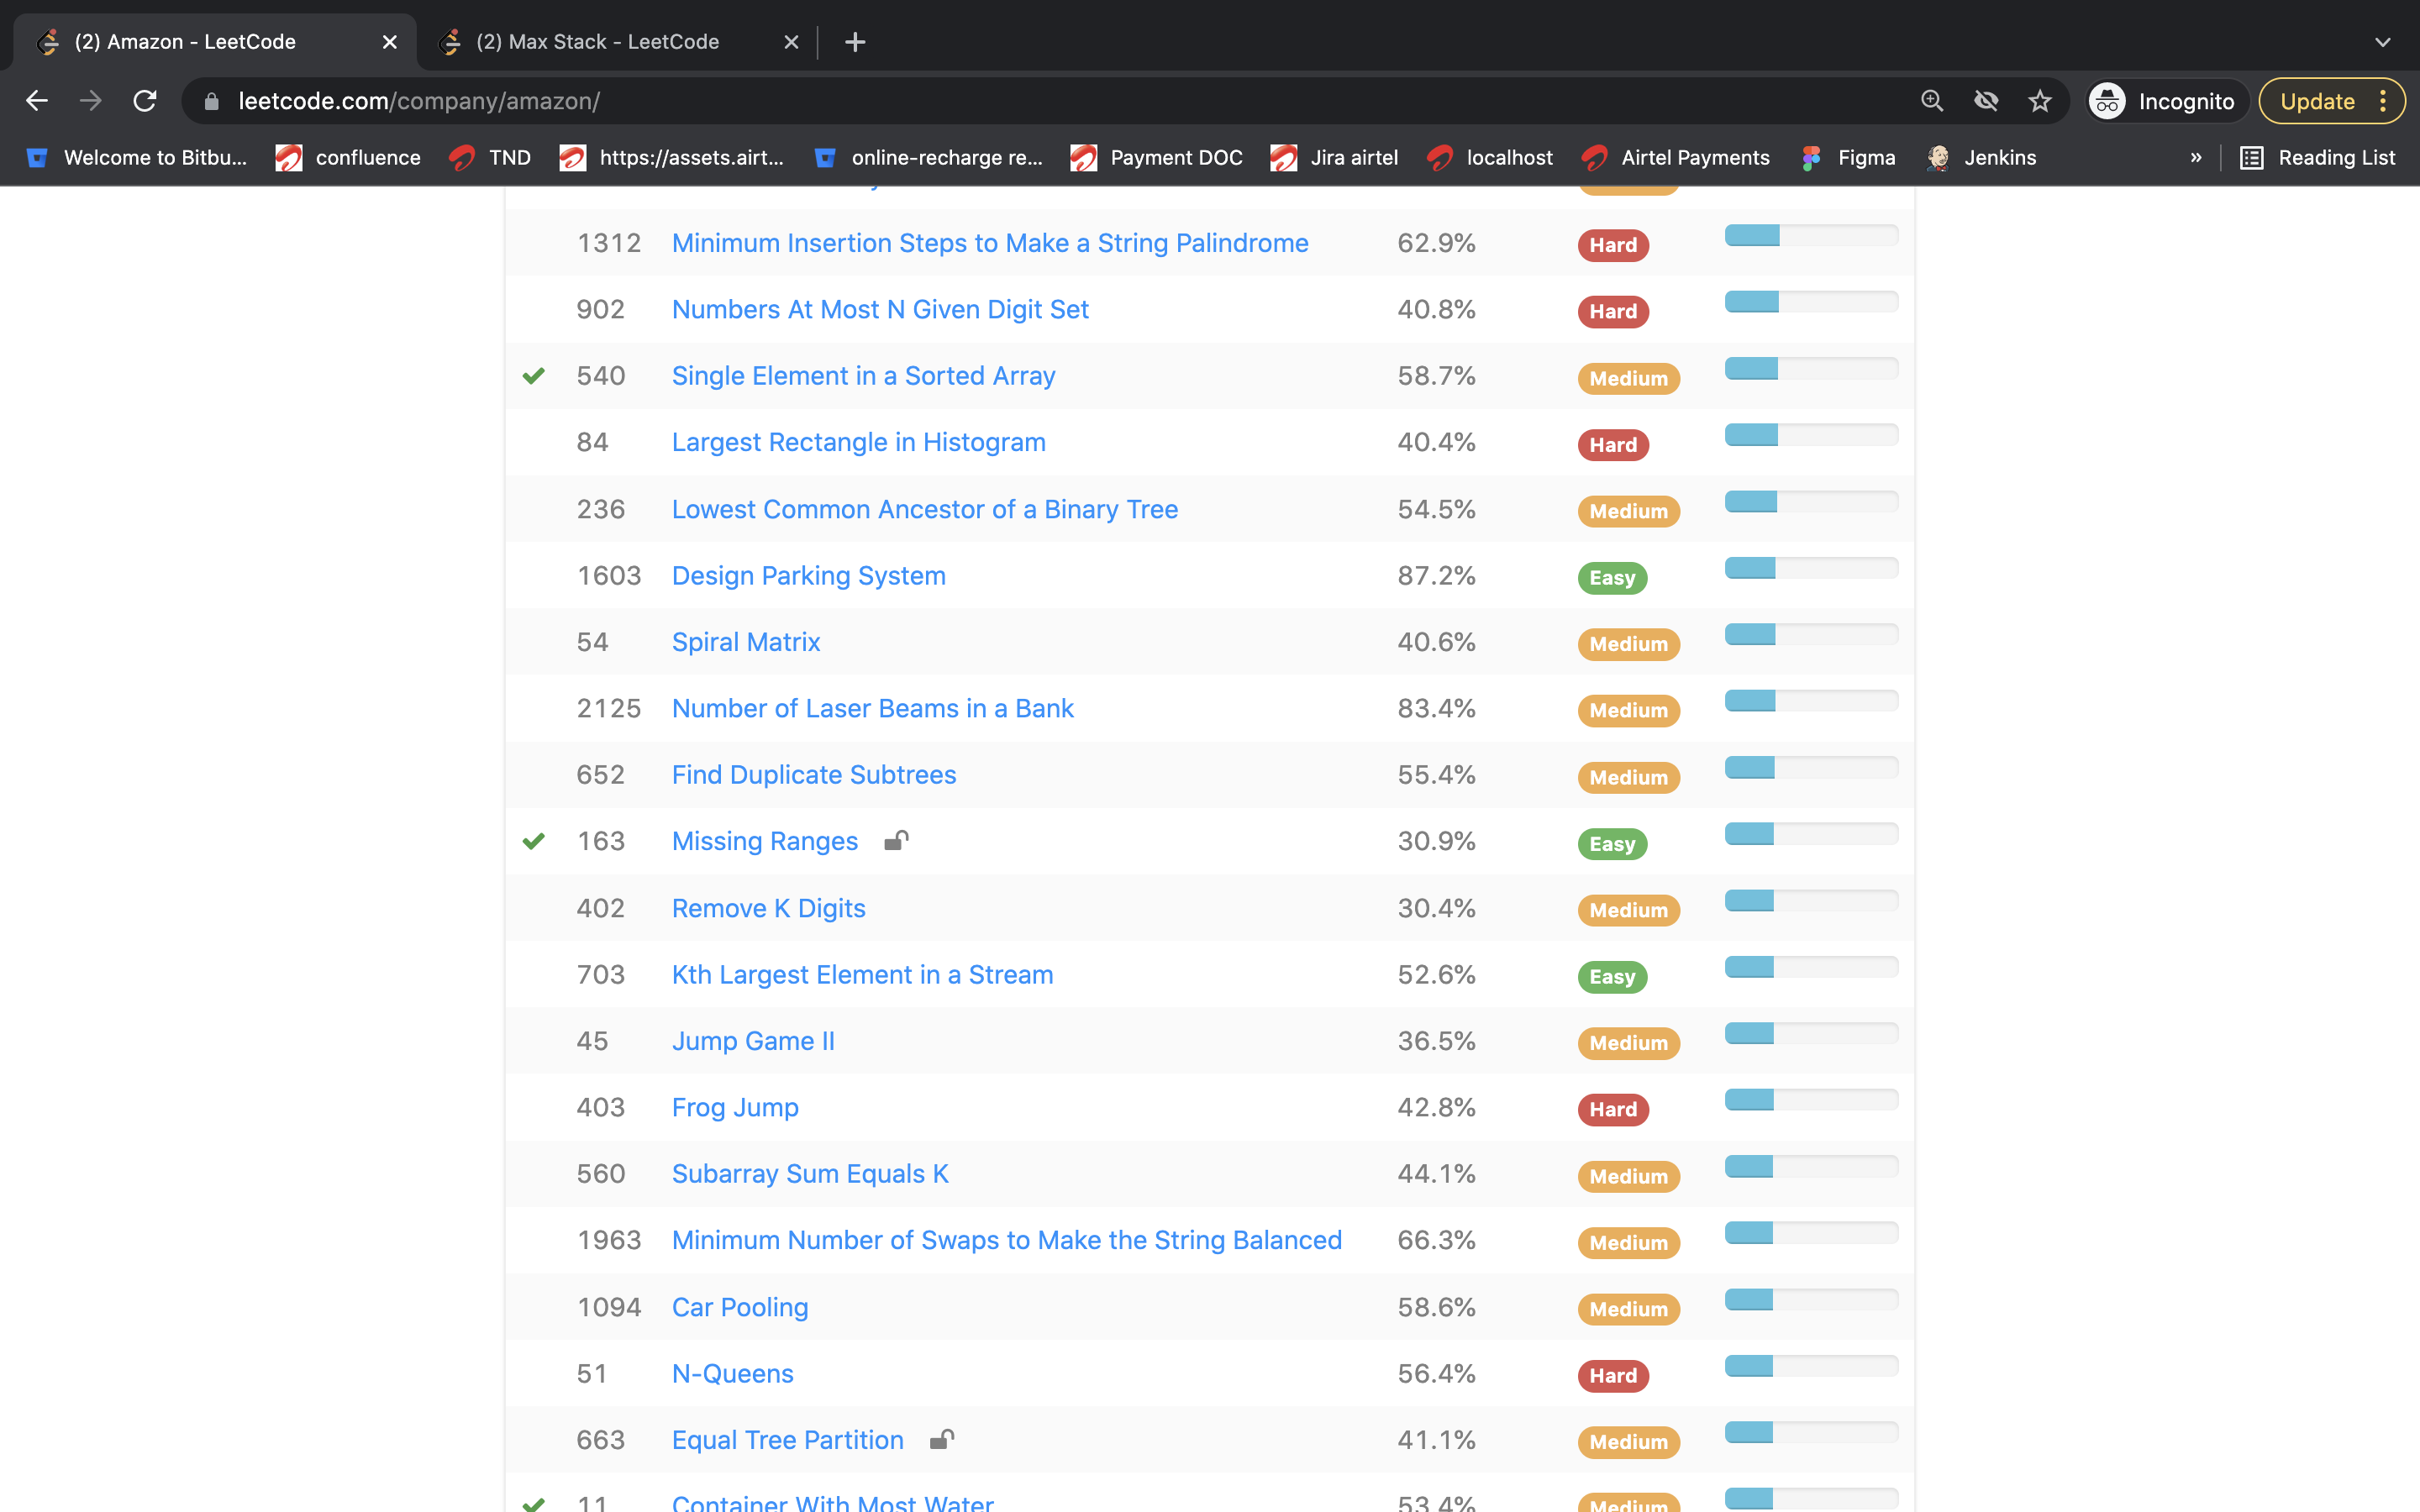 (2) Amazon - LeetCode
(2) Max Stack - LeetCode
leetcode.com/company/amazon/
Incognito
Update
Welcome to Bitbu...
confluence
TND
https://assets.airt...
online-recharge re...
Payment DOC
Jira airtel
localhost
Airtel Payments
Figma
Jenkins
»
Reading List
1312 Minimum Insertion Steps to Make a String Palindrome 62.9% Hard
902 Numbers At Most N Given Digit Set 40.8% Hard
540 Single Element in a Sorted Array 58.7% Medium
84 Largest Rectangle in Histogram 40.4% Hard
236 Lowest Common Ancestor of a Binary Tree 54.5% Medium
1603 Design Parking System 87.2% Easy
54 Spiral Matrix 40.6% Medium
2125 Number of Laser Beams in a Bank 83.4% Medium
652 Find Duplicate Subtrees 55.4% Medium
163 Missing Ranges 30.9% Easy
402 Remove K Digits 30.4% Medium
703 Kth Largest Element in a Stream 52.6% Easy
45 Jump Game II 36.5% Medium
403 Frog Jump 42.8% Hard
560 Subarray Sum Equals K 44.1% Medium
1963 Minimum Number of Swaps to Make the String Balanced 66.3% Medium
1094 Car Pooling 58.6% Medium
51 N-Queens 56.4% Hard
663 Equal Tree Partition 41.1% Medium
11 Container With Most Water 53.4% Medium